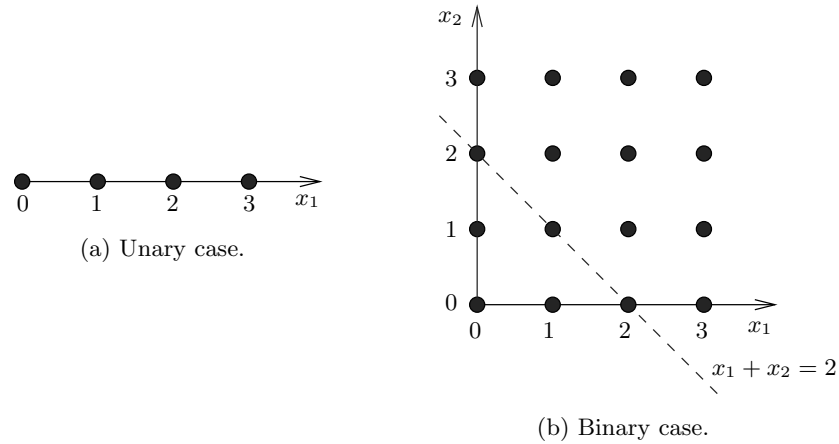 0 1 2 3
x₁
(a) Unary case.
x₂
3
2
1
0
0 1 2 3
x₁
x₁ + x₂ = 2
(b) Binary case.